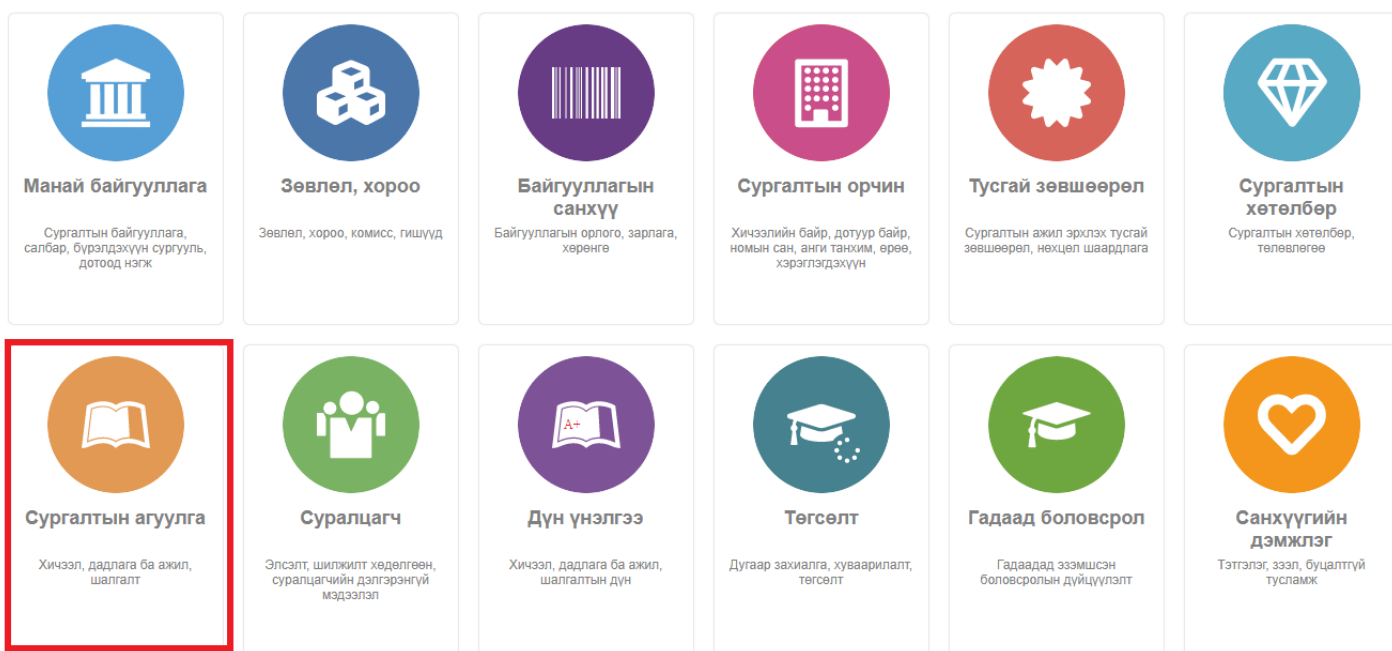 Манай байгууллага
Сургалтын байгууллага,
салбар, бүрэлдэхүүн сургууль,
дотоод нэгж
Зөвлөл, хороо
Зөвлөл, хороо, комисс, гишүүд
Байгууллагын
санхүү
Байгууллагын орлого, зарлага,
хөрөнгө
Сургалтын орчин
Хичээлийн байр, дотуур байр,
номын сан, анги танхим, өрөө,
хэрэглэгдэхүүн
Тусгай зөвшөөрөл
Сургалтын ажил эрхлэх тусгай
зөвшөөрөл, нөхцөл шаардлага
Сургалтын
хөтөлбөр
Сургалтын хөтөлбөр,
төлөвлөгөө
Сургалтын агуулга
Хичээл, дадлага ба ажил,
шалгалт
Суралцагч
Элсэлт, шилжилт хөдөлгөөн,
суралцагчийн дэлгэрэнгүй
мэдээлэл
A+
Дүн үнэлгээ
Хичээл, дадлага ба ажил,
шалгалтын дүн
Төгсөлт
Дугаар захиалга, хуваарилалт,
төгсөлт
Гадаад боловсрол
Гадаадад эзэмшсэн
боловсролын дүйцүүлэлт
Санхүүгийн
дэмжлэг
Тэтгэлэг, зээл, буцалтгүй
тусламж